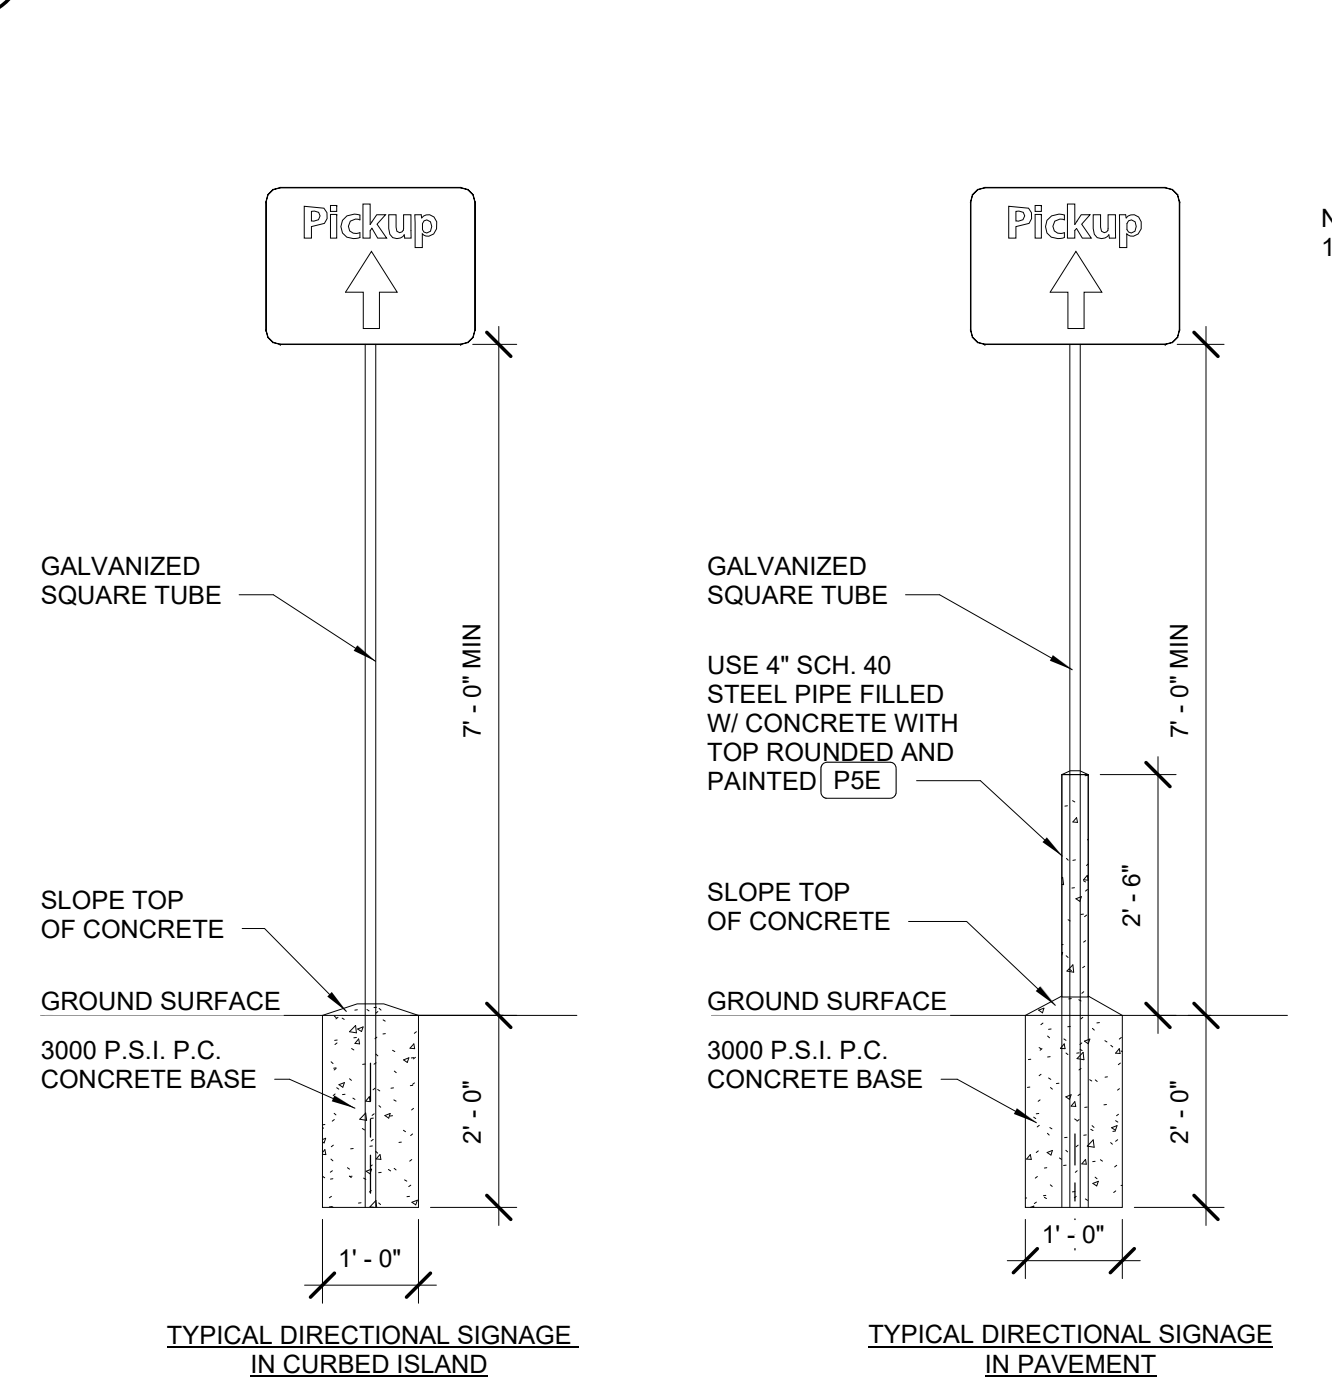 Pickup
GALVANIZED
SQUARE TUBE
7' - 0" MIN
SLOPE TOP
OF CONCRETE
GROUND SURFACE
3000 P.S.I. P.C.
CONCRETE BASE
2' - 0"
1' - 0"
TYPICAL DIRECTIONAL SIGNAGE
IN CURBED ISLAND
Pickup
GALVANIZED
SQUARE TUBE
USE 4" SCH. 40
STEEL PIPE FILLED
W/ CONCRETE WITH
TOP ROUNDED AND
PAINTED P5E
7' - 0" MIN
2' - 6"
SLOPE TOP
OF CONCRETE
GROUND SURFACE
3000 P.S.I. P.C.
CONCRETE BASE
2' - 0"
1' - 0"
TYPICAL DIRECTIONAL SIGNAGE
IN PAVEMENT